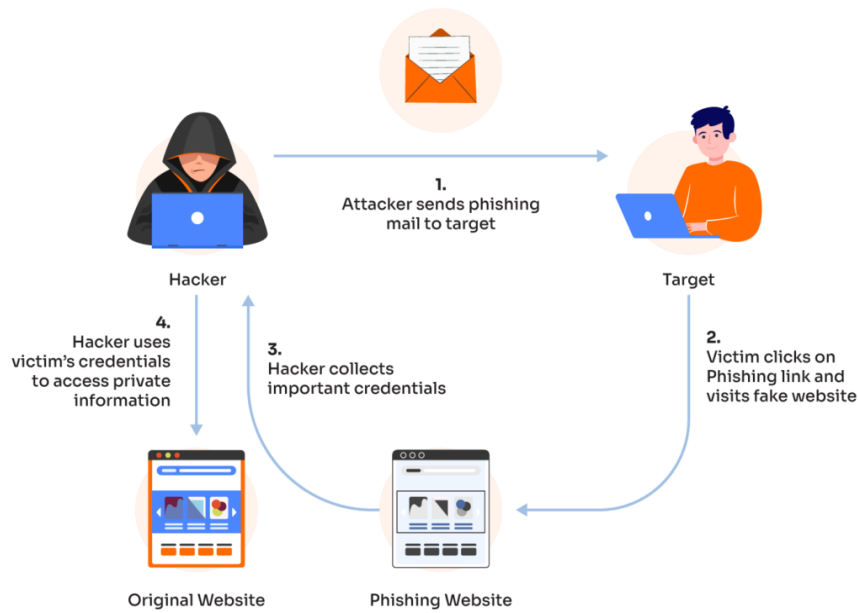 1.
Attacker sends phishing
mail to target
Hacker
Target
2.
Victim clicks on
Phishing link and
visits fake website
3.
Hacker collects
important credentials
4.
Hacker uses
victim's credentials
to access private
information
Original Website
Phishing Website